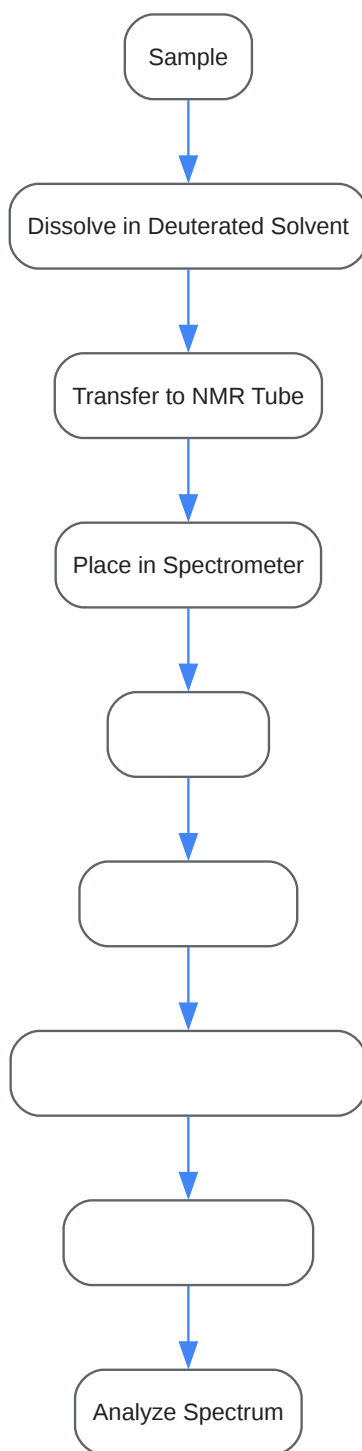 Sample
Dissolve in Deuterated Solvent
Transfer to NMR Tube
Place in Spectrometer
Analyze Spectrum